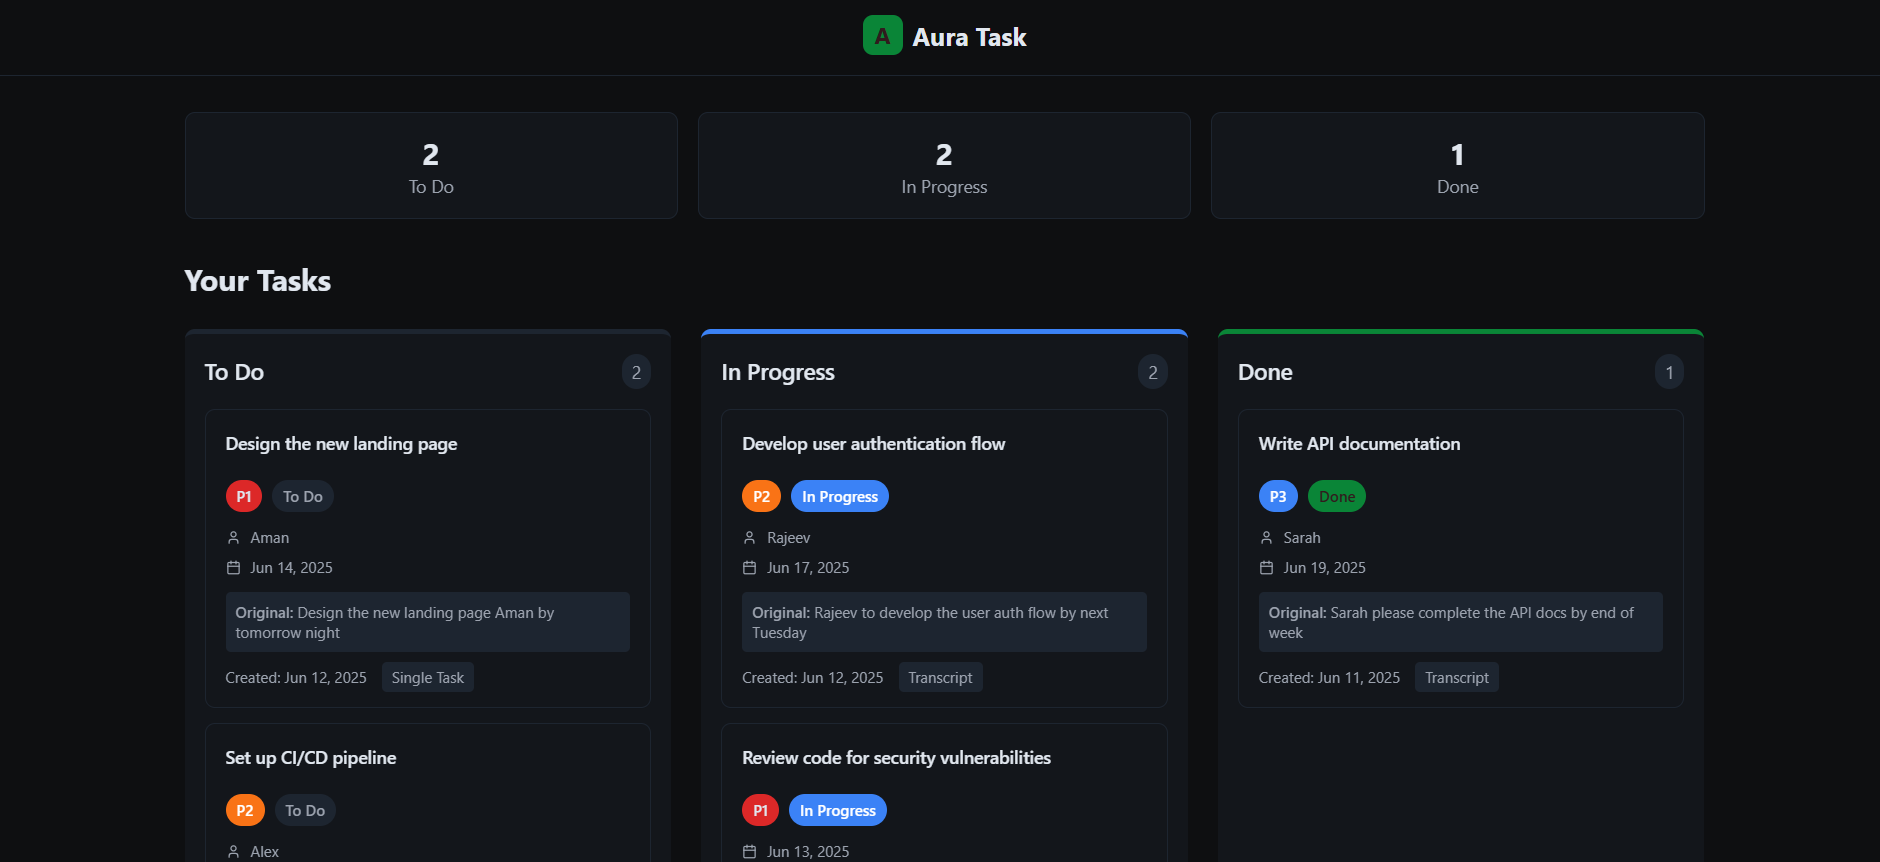 A Aura Task
2
To Do
2
In Progress
1
Done
Your Tasks
To Do 2
Design the new landing page
P1 To Do
Aman
Jun 14, 2025
Original: Design the new landing page Aman by
tomorrow night
Created: Jun 12, 2025 Single Task
Set up CI/CD pipeline
P2 To Do
Alex
In Progress 2
Develop user authentication flow
P2 In Progress
Rajeev
Jun 17, 2025
Original: Rajeev to develop the user auth flow by next
Tuesday
Created: Jun 12, 2025 Transcript
Review code for security vulnerabilities
P1 In Progress
Jun 13, 2025
Done 1
Write API documentation
P3 Done
Sarah
Jun 19, 2025
Original: Sarah please complete the API docs by end of
week
Created: Jun 11, 2025 Transcript